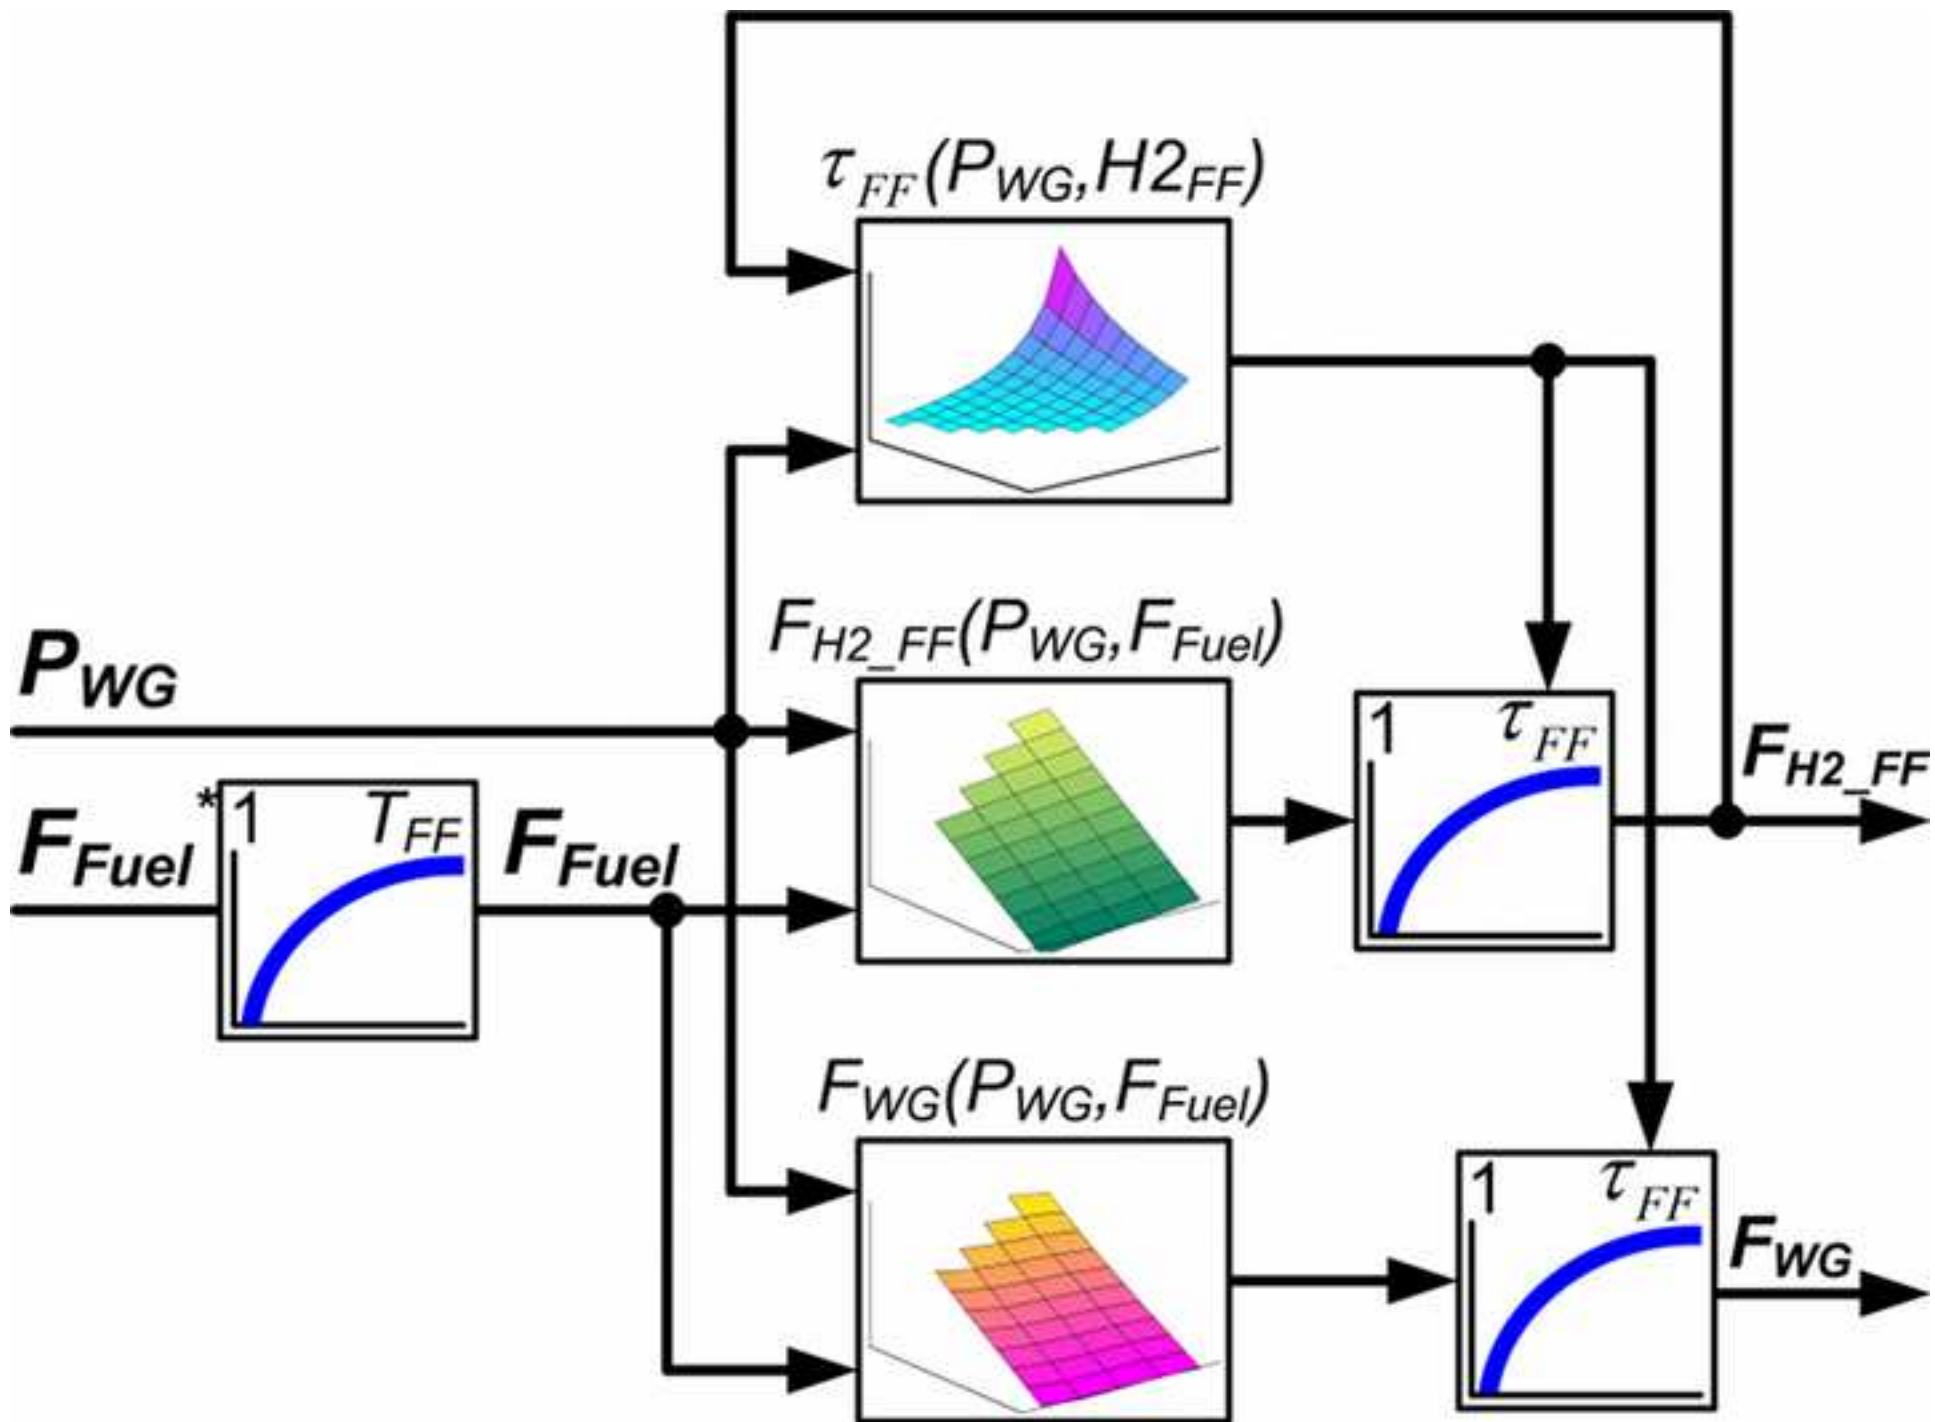 τFF(PWG,H2FF)
FH2_FF(PWG,FFuel)
PWG
1 τFF
FH2_FF
FFuel* 1 TFF FFuel
FWG(PWG,FFuel)
1 τFF
FWG